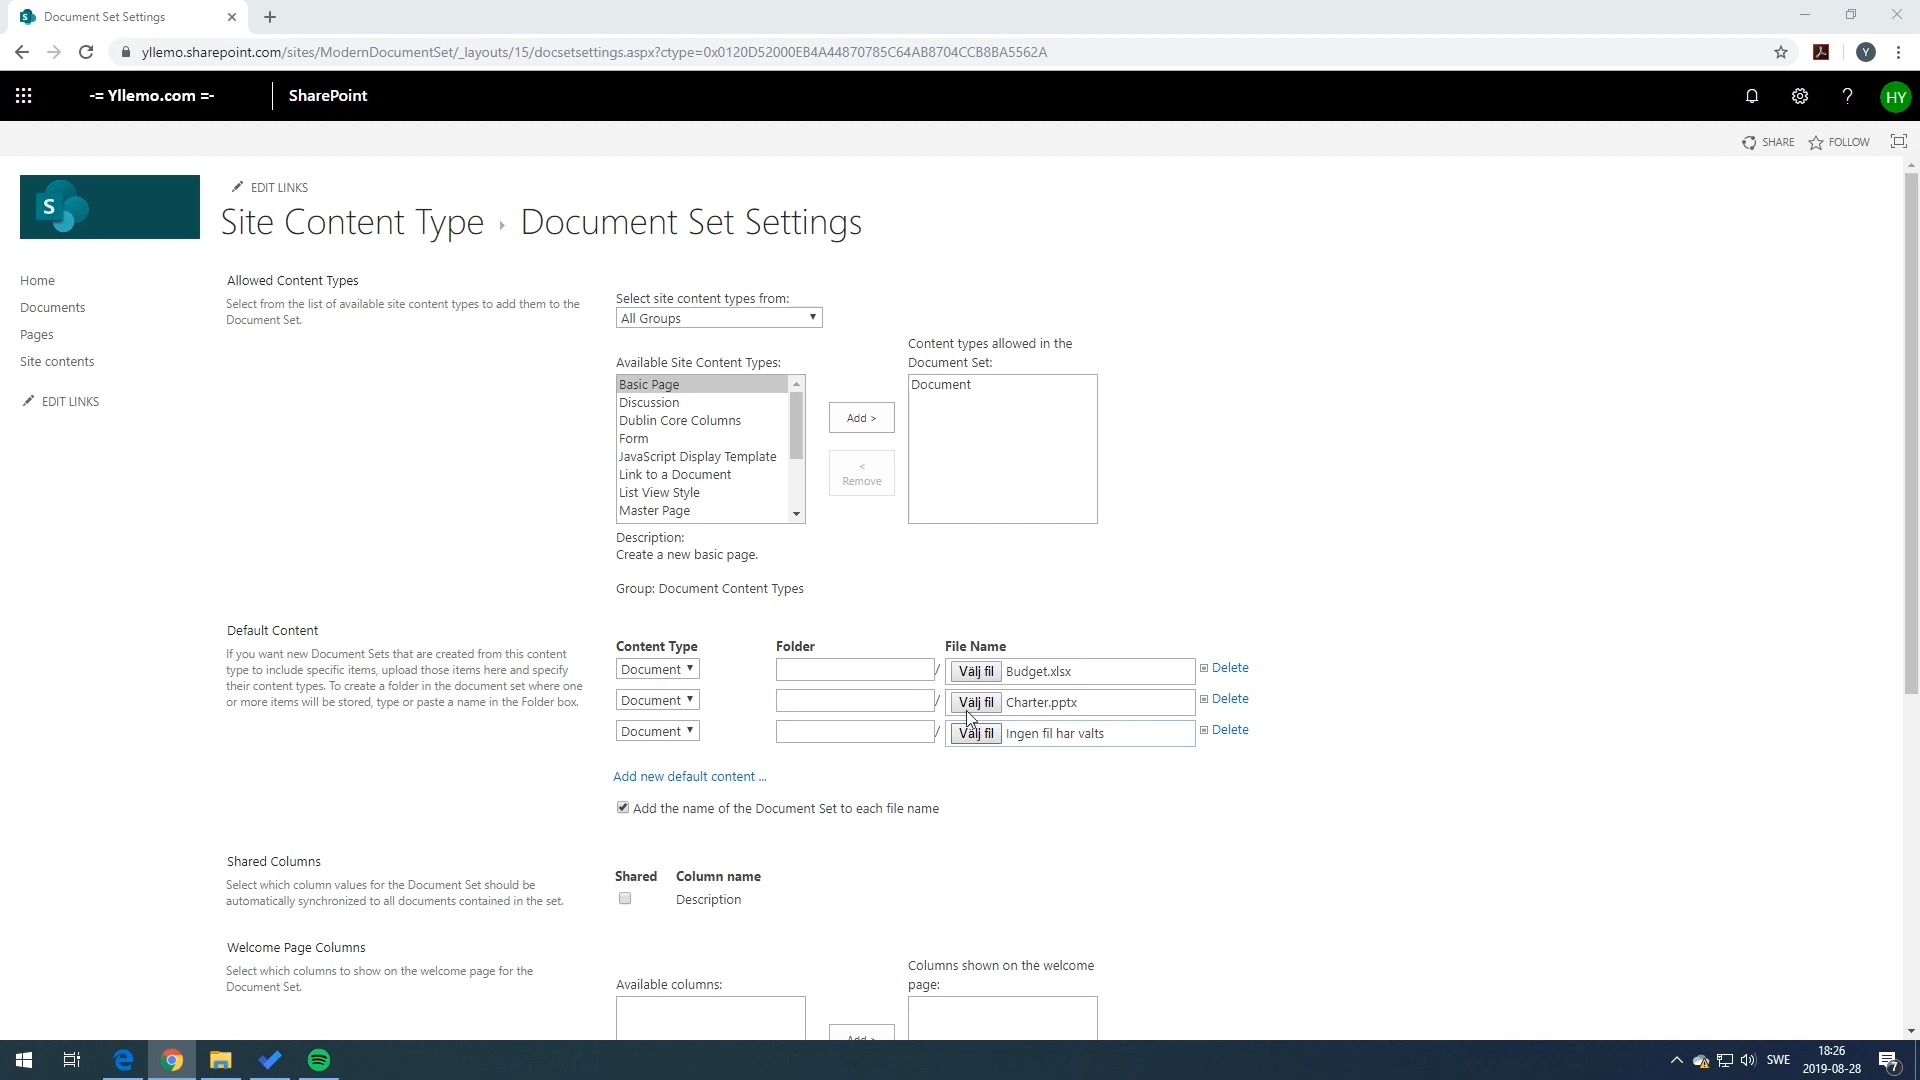 Document Set Settings
yllemo.sharepoint.com/sites/ModernDocumentSet/_layouts/15/docsetsettings.aspx?ctype=0x0120D52000EB4A44870785C64AB8704CCB8BA5562A
Y
-= Yllemo.com =-
SharePoint
?
HY
SHARE
FOLLOW
S
EDIT LINKS
Site Content Type
Document Set Settings
Home
Documents
Pages
Site contents
EDIT LINKS
Allowed Content Types
Select from the list of available site content types to add them to the
Document Set.
Select site content types from:
All Groups
Available Site Content Types:
Basic Page
Discussion
Dublin Core Columns
Form
JavaScript Display Template
Link to a Document
List View Style
Master Page
Add >
<
Remove
Content types allowed in the
Document Set:
Document
Description:
Create a new basic page.
Group: Document Content Types
Default Content
If you want new Document Sets that are created from this content
type to include specific items, upload those items here and specify
their content types. To create a folder in the document set where one
or more items will be stored, type or paste a name in the Folder box.
Content Type Folder File Name
Document / Välj fil Budget.xlsx Delete
Document / Välj fil Charter.pptx Delete
Document / Välj fil Ingen fil har valts Delete
Add new default content ...
Add the name of the Document Set to each file name
Shared Columns
Select which column values for the Document Set should be
automatically synchronized to all documents contained in the set.
Shared Column name
Description
Welcome Page Columns
Select which columns to show on the welcome page for the
Document Set.
Available columns:
Columns shown on the welcome
page:
Add >
SWE
18:26
2019-08-28
7